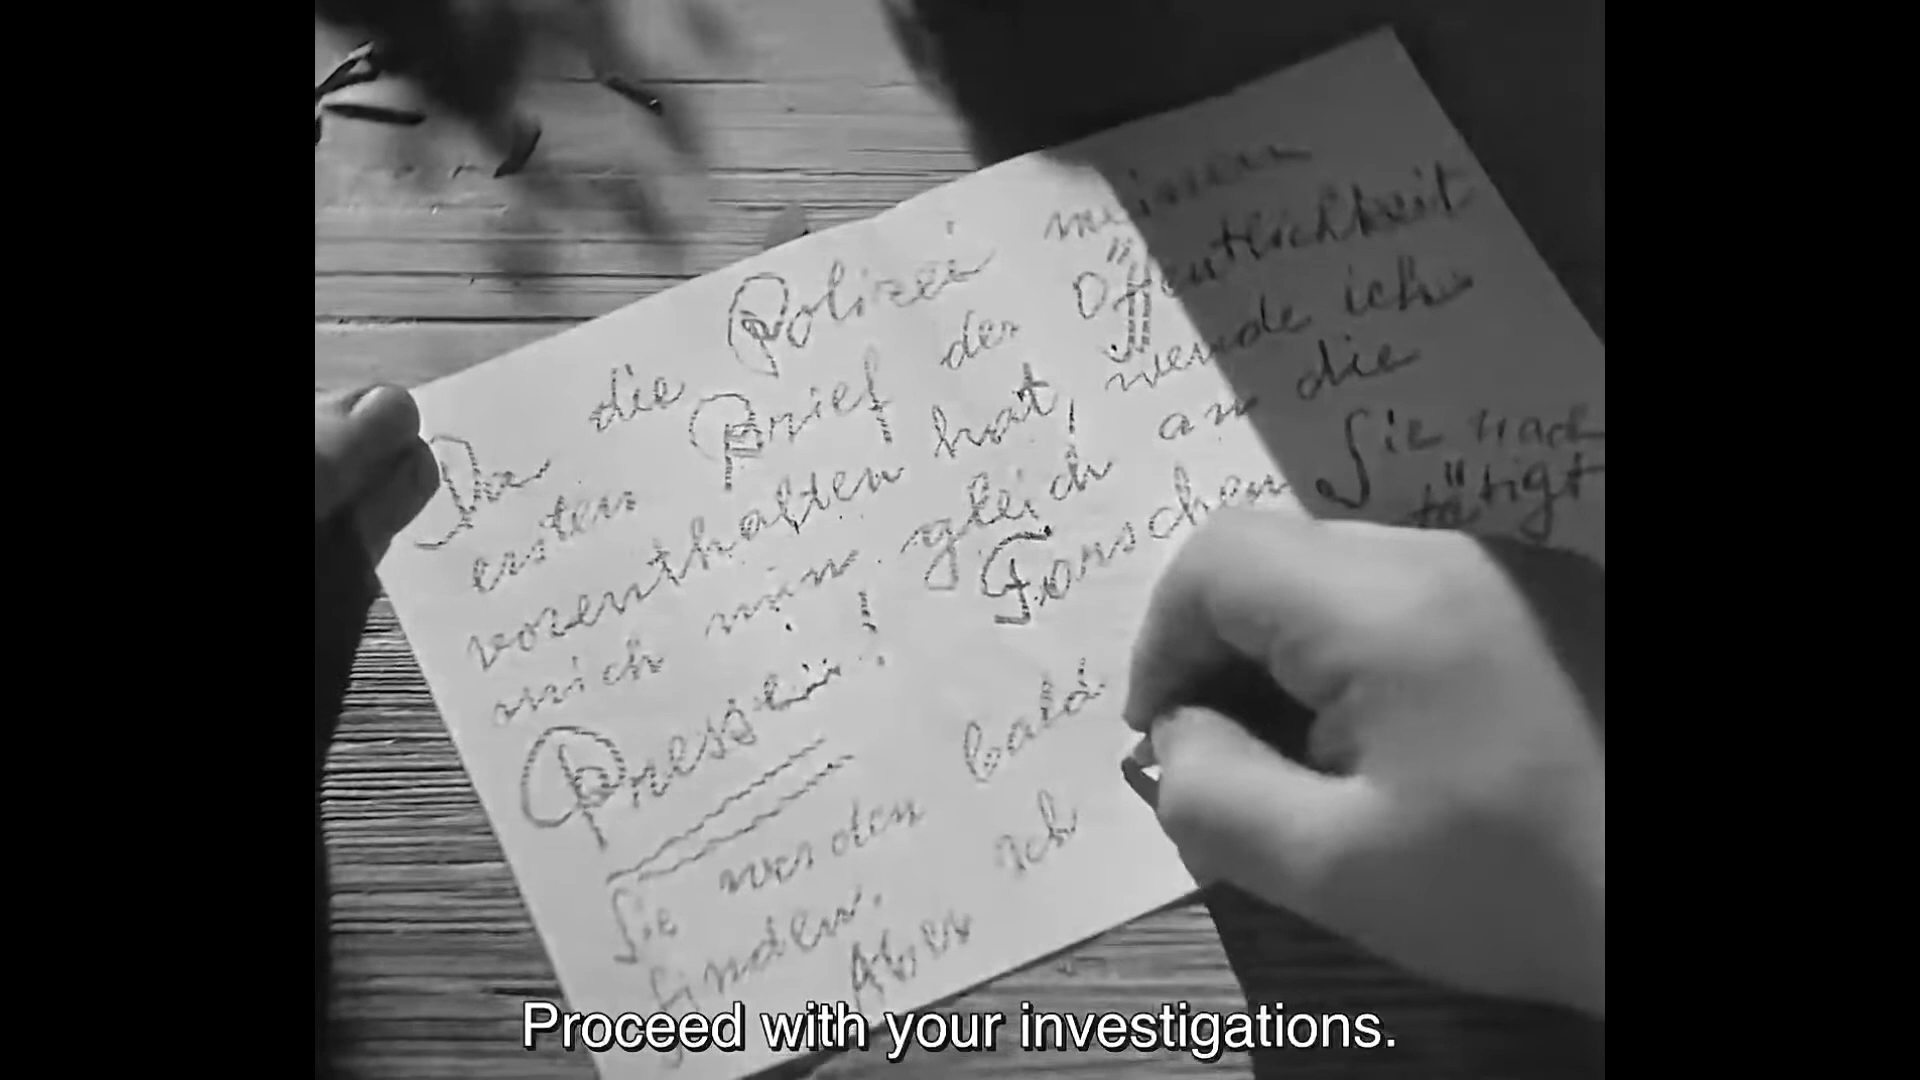 Da die Polizei meinen
ersten Brief der Öffentlichkeit
vorenthalten hat, wende ich
mich nun gleich an die
Presse!! Forschen Sie nach
tätigt
Sie werden bald
finden.
Aber ich
Proceed with your investigations.